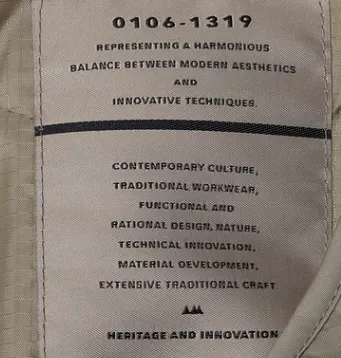 0106-1319
REPRESENTING A HARMONIOUS
BALANCE BETWEEN MODERN AESTHETICS
AND
INNOVATIVE TECHNIQUES.
CONTEMPORARY CULTURE,
TRADITIONAL WORKWEAR,
FUNCTIONAL AND
RATIONAL DESIGN, NATURE,
TECHNICAL INNOVATION,
MATERIAL DEVELOPMENT,
EXTENSIVE TRADITIONAL CRAFT.
HERITAGE AND INNOVATION